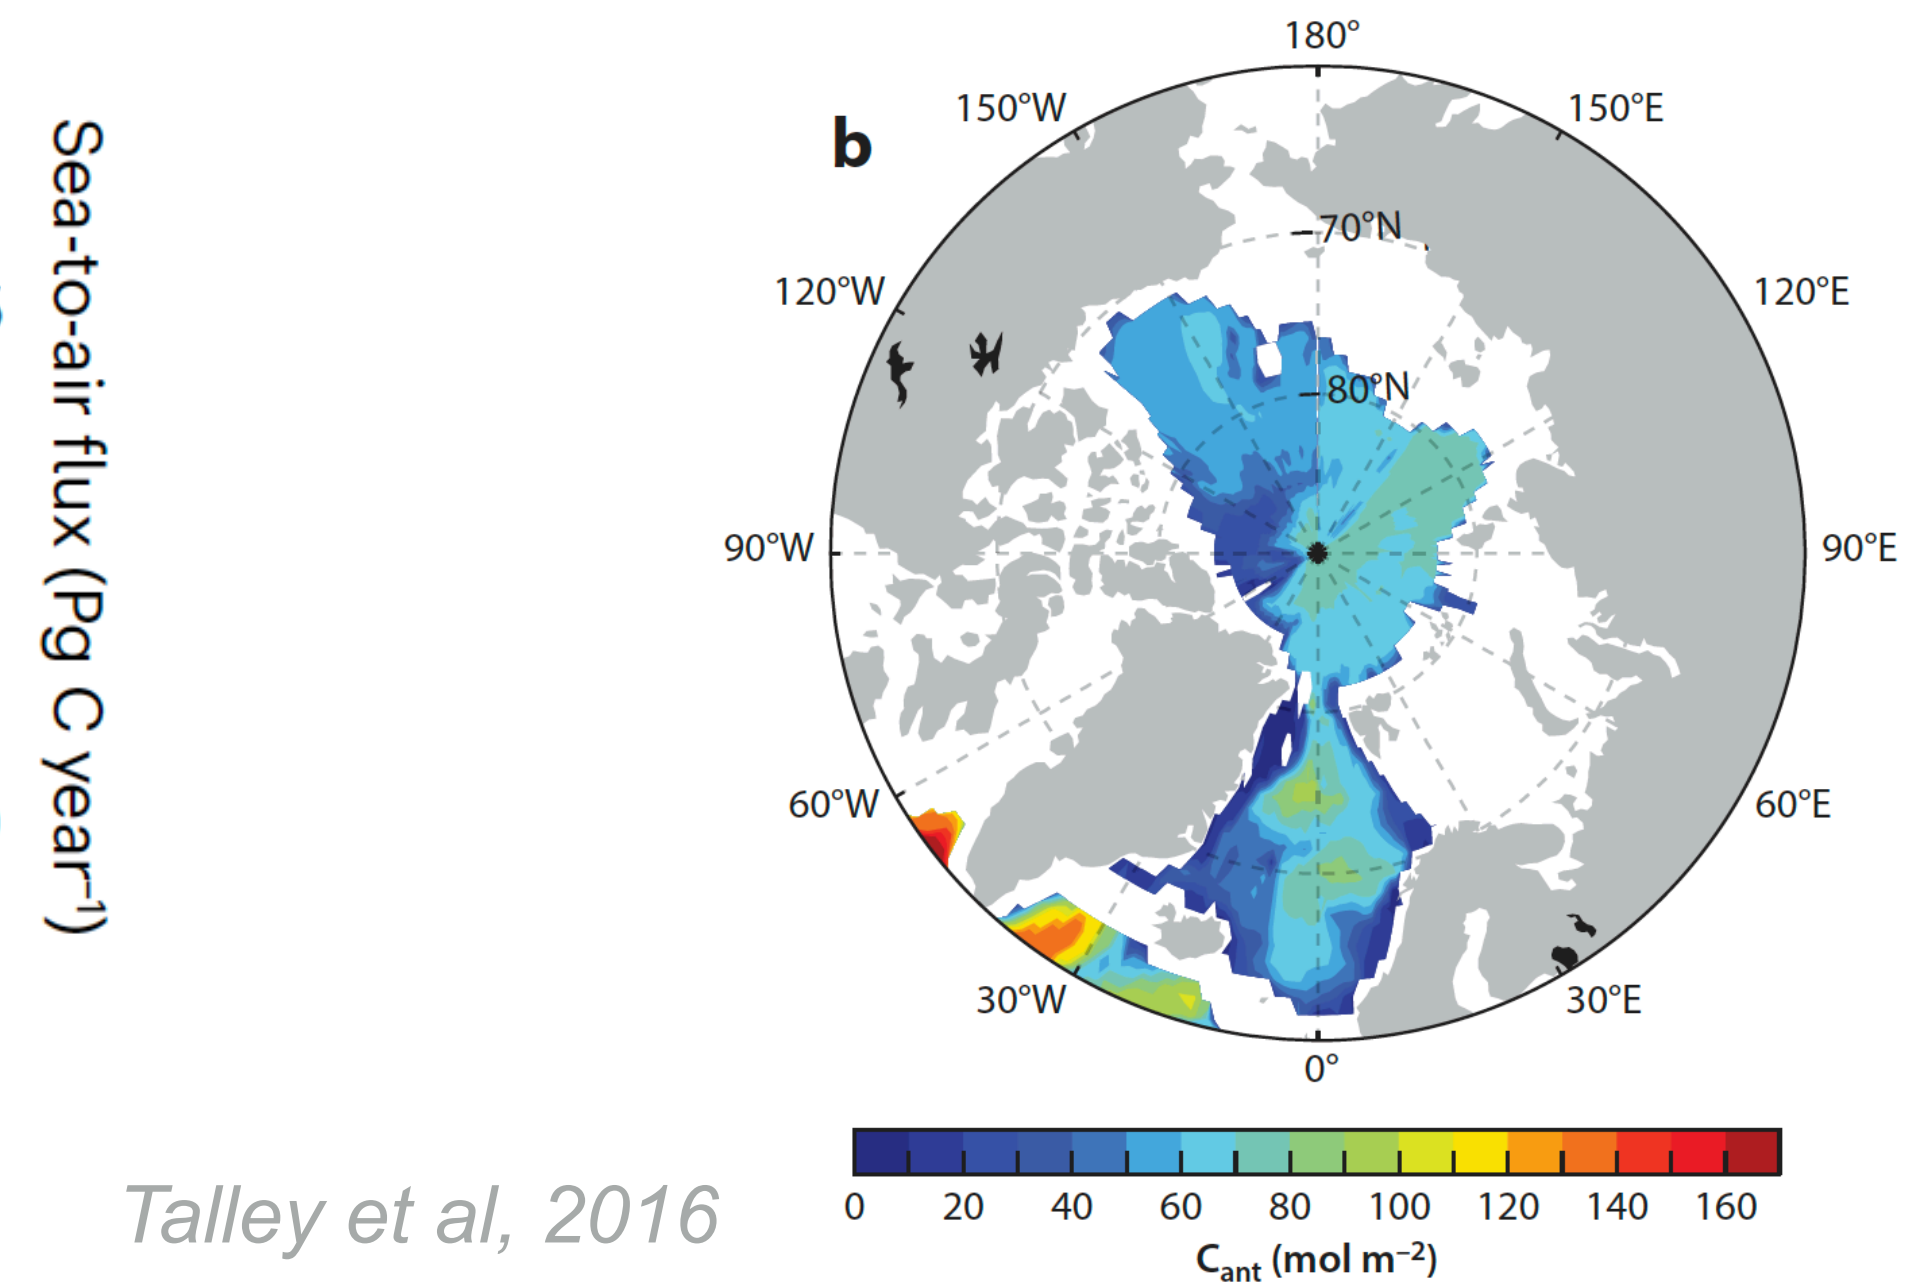 Sea-to-air flux (Pg C year⁻¹)
b
180°
150°W
150°E
70°N
120°W
120°E
80°N
90°W
90°E
60°W
60°E
30°W
30°E
0°
0 20 40 60 80 100 120 140 160
C_ant (mol m⁻²)
Talley et al, 2016